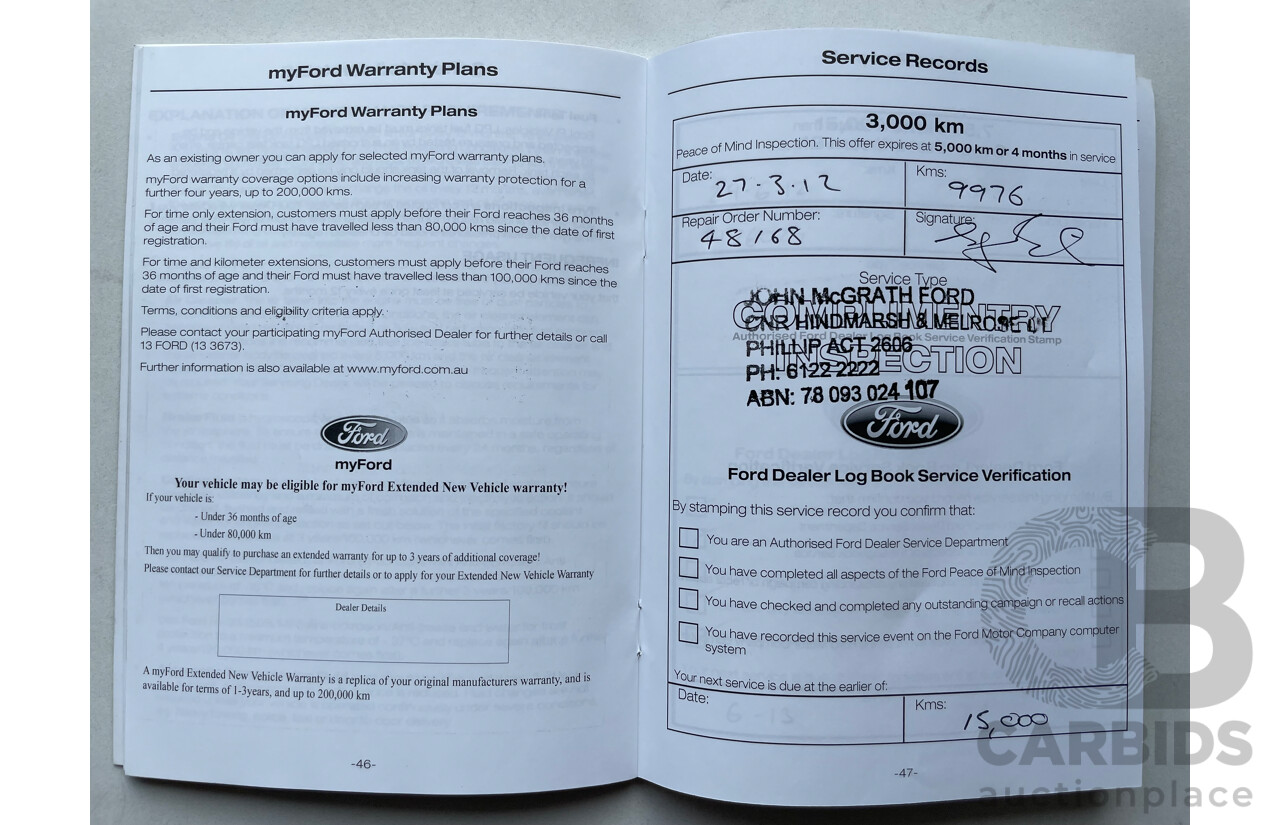 myFord Warranty Plans
myFord Warranty Plans
As an existing owner you can apply for selected myFord warranty plans.
myFord warranty coverage options include increasing warranty protection for a
further four years, up to 200,000 kms.
For time only extension, customers must apply before their Ford reaches 36 months
of age and their Ford must have travelled less than 80,000 kms since the date of first
registration.
For time and kilometer extensions, customers must apply before their Ford reaches
36 months of age and their Ford must have travelled less than 100,000 kms since the
date of first registration.
Terms, conditions and eligibility criteria apply.
Please contact your participating myFord Authorised Dealer for further details or call
13 FORD (13 3673).
Further information is also available at www.myford.com.au
Ford
myFord
Your vehicle may be eligible for myFord Extended New Vehicle warranty!
If your vehicle is:
- Under 36 months of age
- Under 80,000 km
Then you may qualify to purchase an extended warranty for up to 3 years of additional coverage!
Please contact our Service Department for further details or to apply for your Extended New Vehicle Warranty
Dealer Details
A myFord Extended New Vehicle Warranty is a replica of your original manufacturers warranty, and is
available for terms of 1-3years, and up to 200,000 km
-46-
Service Records
3,000 km
Peace of Mind Inspection. This offer expires at 5,000 km or 4 months in service
Date: 27-3-12
Kms: 9976
Repair Order Number: 48168
Signature:
Service Type
JOHN McGRATH FORD
COMPLIMENTRY
CNR HINDMARSH & MELROSE
Authorised Ford Dealer Log Book Service Verification Stamp
PHILLIP ACT 2606
INSPECTION
PH: 6122 2222
ABN: 78 093 024 107
Ford
Ford Dealer Log Book Service Verification
By stamping this service record you confirm that:
You are an Authorised Ford Dealer Service Department
You have completed all aspects of the Ford Peace of Mind Inspection
You have checked and completed any outstanding campaign or recall actions
You have recorded this service event on the Ford Motor Company computer
system
Your next service is due at the earlier of:
Date:
Kms: 15,000
-47-
CB
CARBIDS
auctionplace